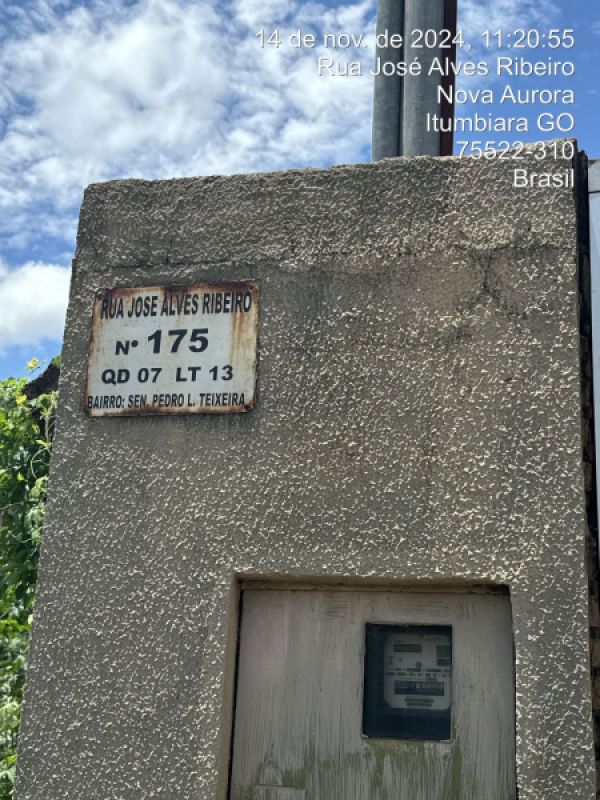 14 de nov. de 2024, 11:20:55
Rua José Alves Ribeiro
Nova Aurora
Itumbiara GO
75522-310
Brasil
RUA JOSE ALVES RIBEIRO
Nº 175
QD 07 LT 13
BAIRRO: SEN. PEDRO L. TEIXEIRA